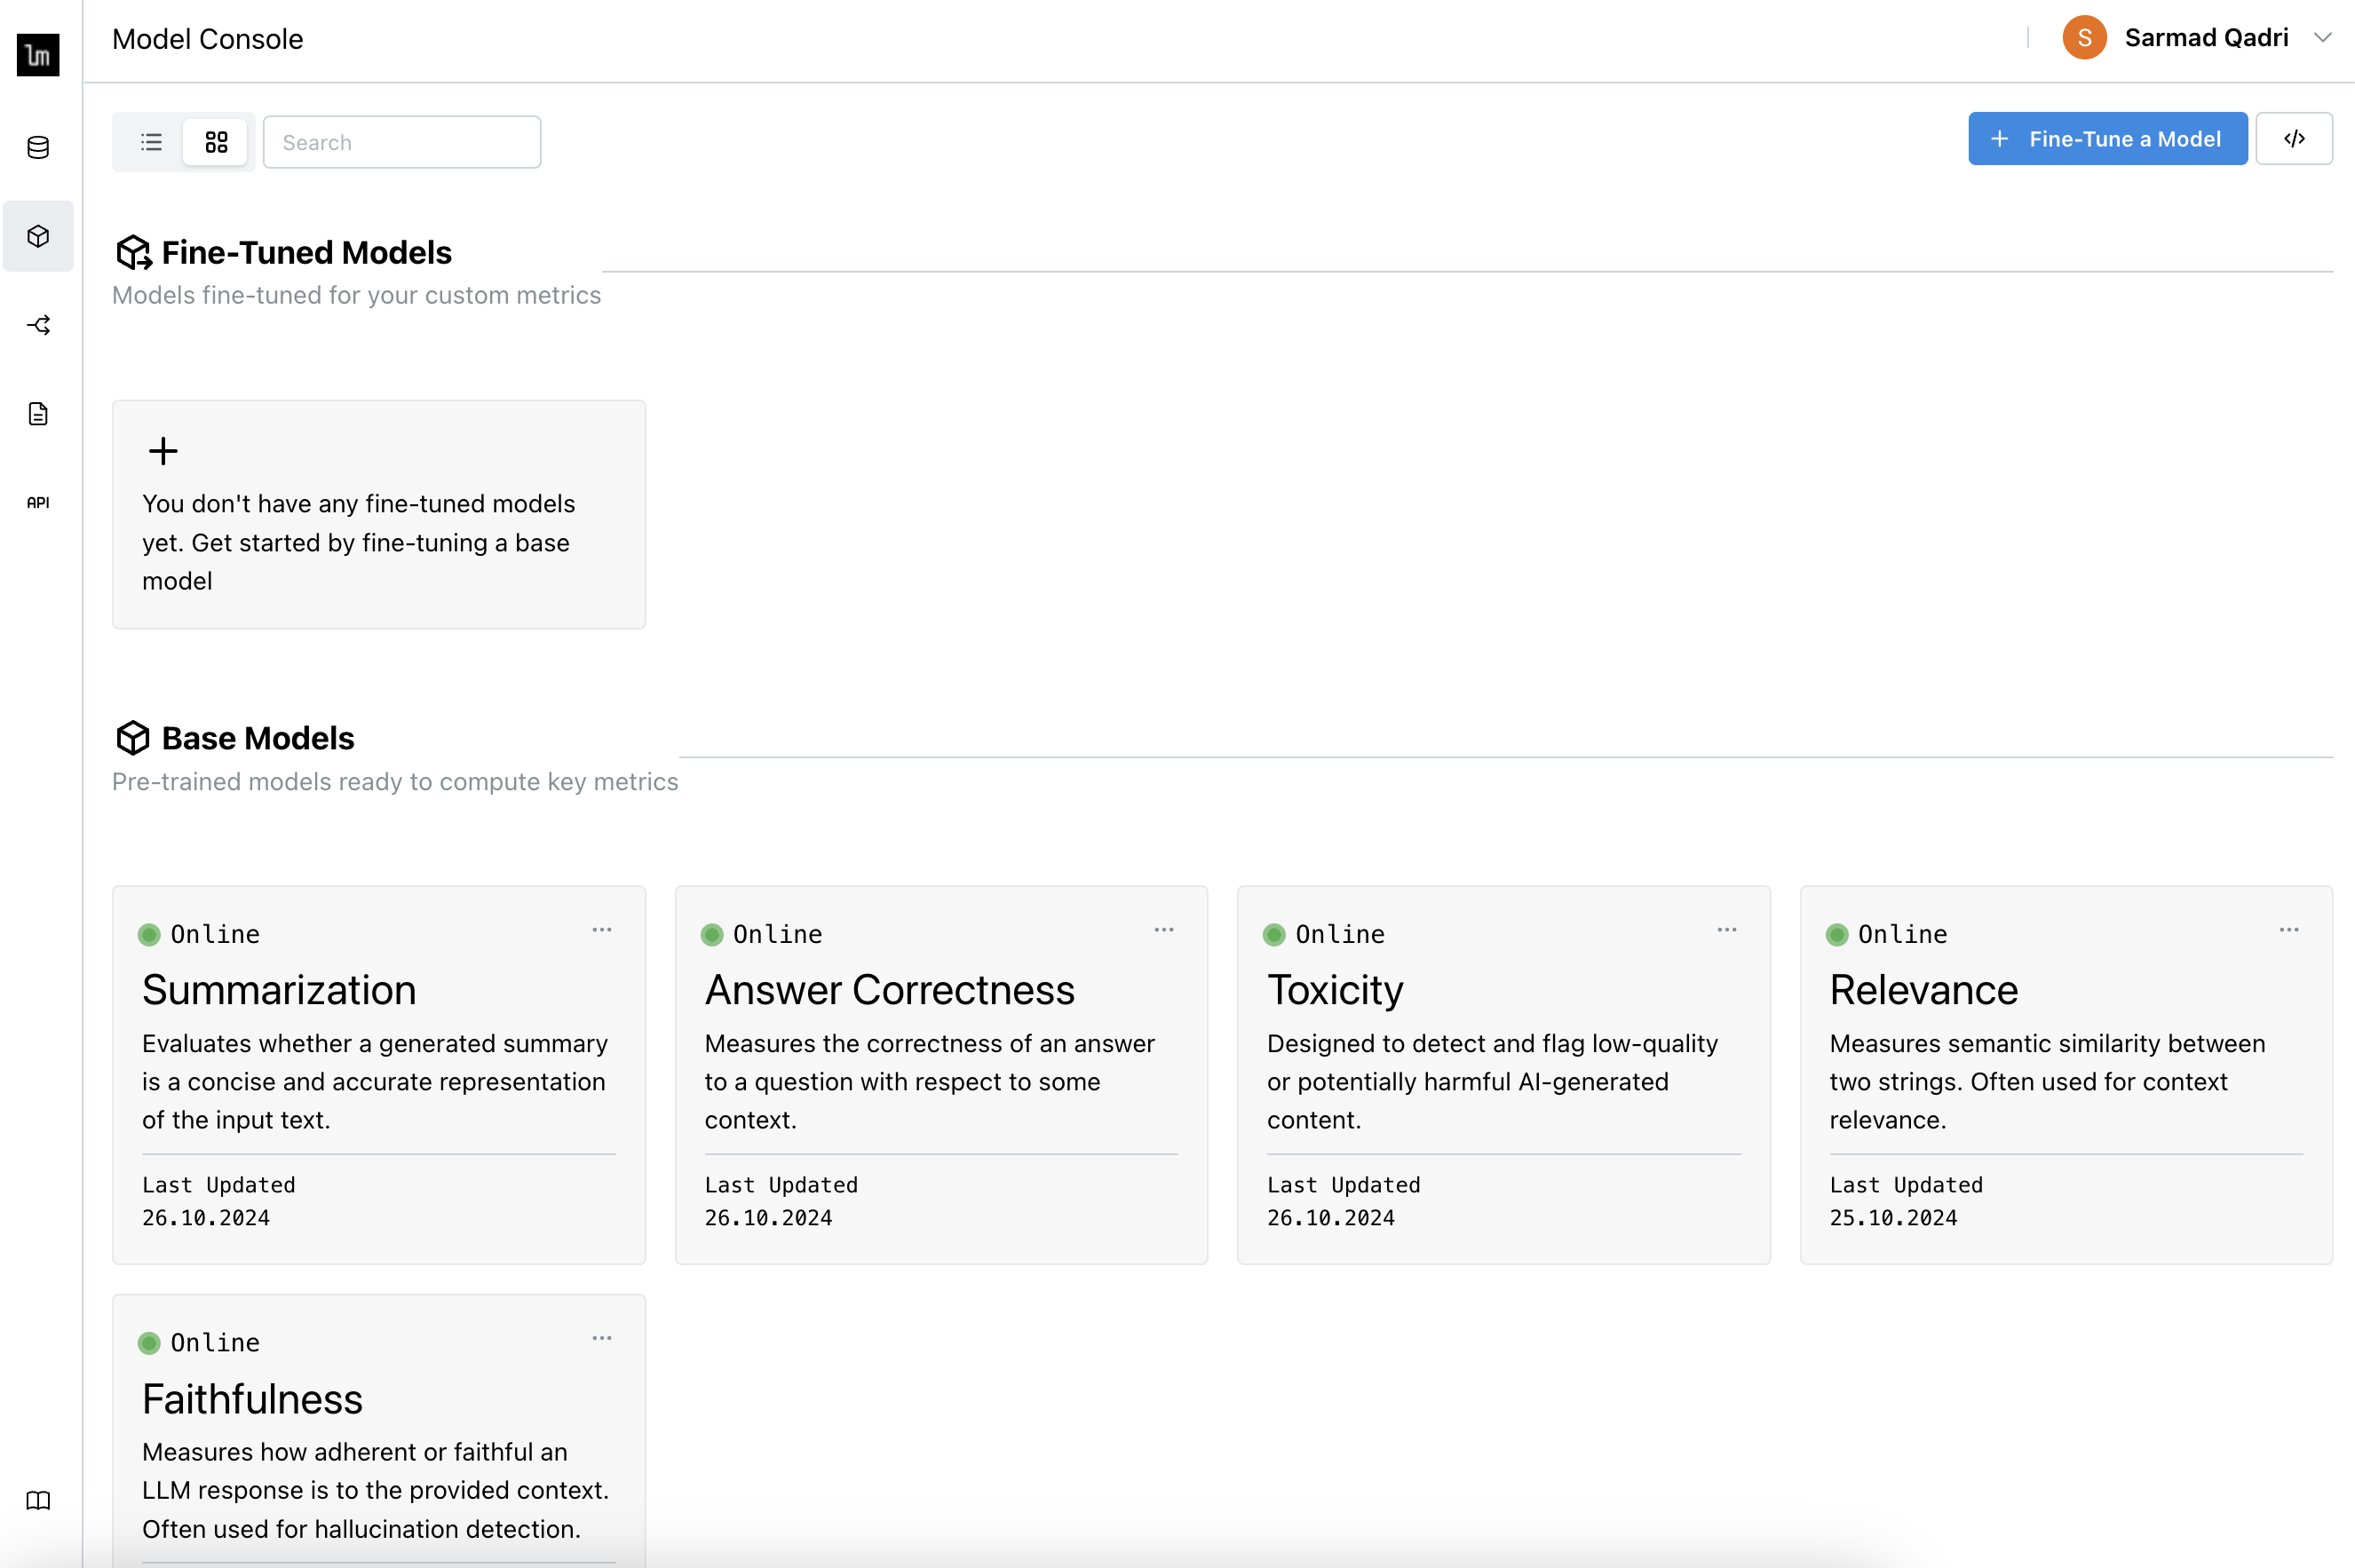 lm
Model Console
S
Sarmad Qadri
Search
+ Fine-Tune a Model
</>
Fine-Tuned Models
Models fine-tuned for your custom metrics
API
You don't have any fine-tuned models
yet. Get started by fine-tuning a base
model
Base Models
Pre-trained models ready to compute key metrics
Online
Summarization
Evaluates whether a generated summary
is a concise and accurate representation
of the input text.
Last Updated
26.10.2024
Online
Answer Correctness
Measures the correctness of an answer
to a question with respect to some
context.
Last Updated
26.10.2024
Online
Toxicity
Designed to detect and flag low-quality
or potentially harmful AI-generated
content.
Last Updated
26.10.2024
Online
Relevance
Measures semantic similarity between
two strings. Often used for context
relevance.
Last Updated
25.10.2024
Online
Faithfulness
Measures how adherent or faithful an
LLM response is to the provided context.
Often used for hallucination detection.